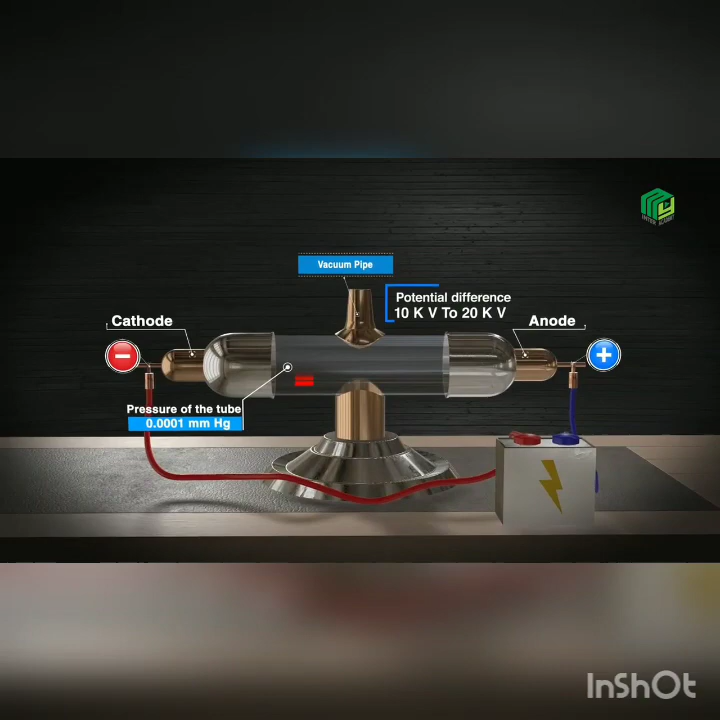 Vacuum Pipe
Potential difference
10 K V To 20 K V
Cathode
Anode
Pressure of the tube
0.0001 mm Hg
InShOt